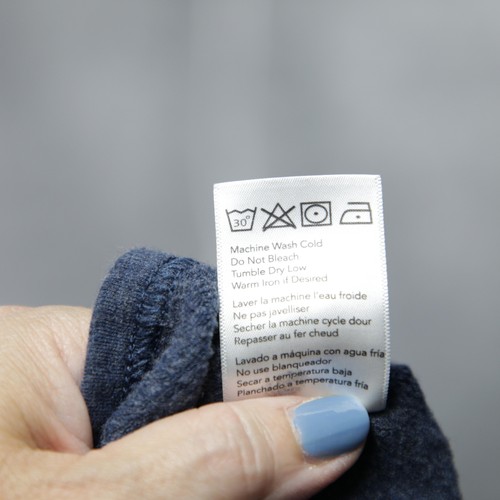 30°
Machine Wash Cold
Do Not Bleach
Tumble Dry Low
Warm Iron if Desired
Laver la machine l'eau froide
Ne pas javelliser
Secher la machine cycle dour
Repasser au fer cheud
Lavado a máquina con agua fría
No use blanqueador
Secar a temperatura baja
Planchado a temperatura fría